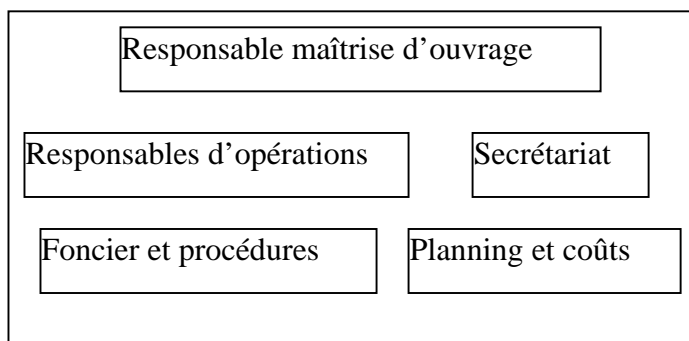 Responsable maîtrise d’ouvrage
Responsables d’opérations
Secrétariat
Foncier et procédures
Planning et coûts